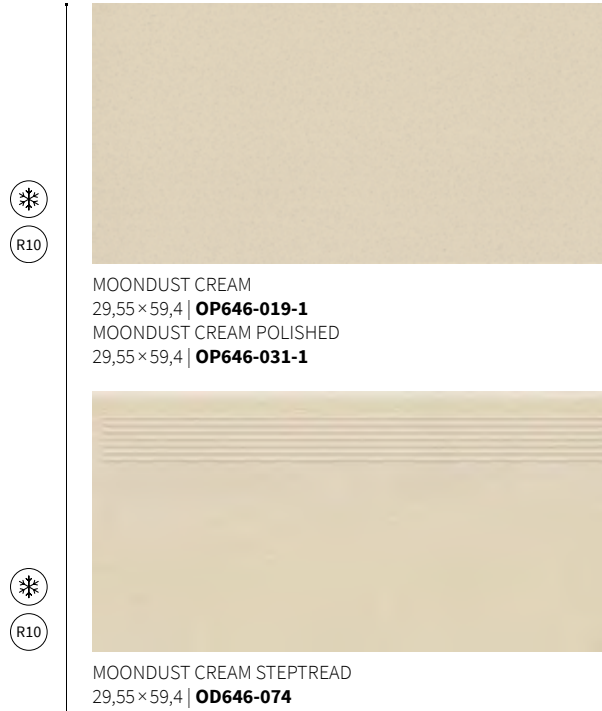 R10
MOONDUST CREAM
29,55×59,4 | OP646-019-1
MOONDUST CREAM POLISHED
29,55×59,4 | OP646-031-1
R10
MOONDUST CREAM STEPTREAD
29,55×59,4 | OD646-074